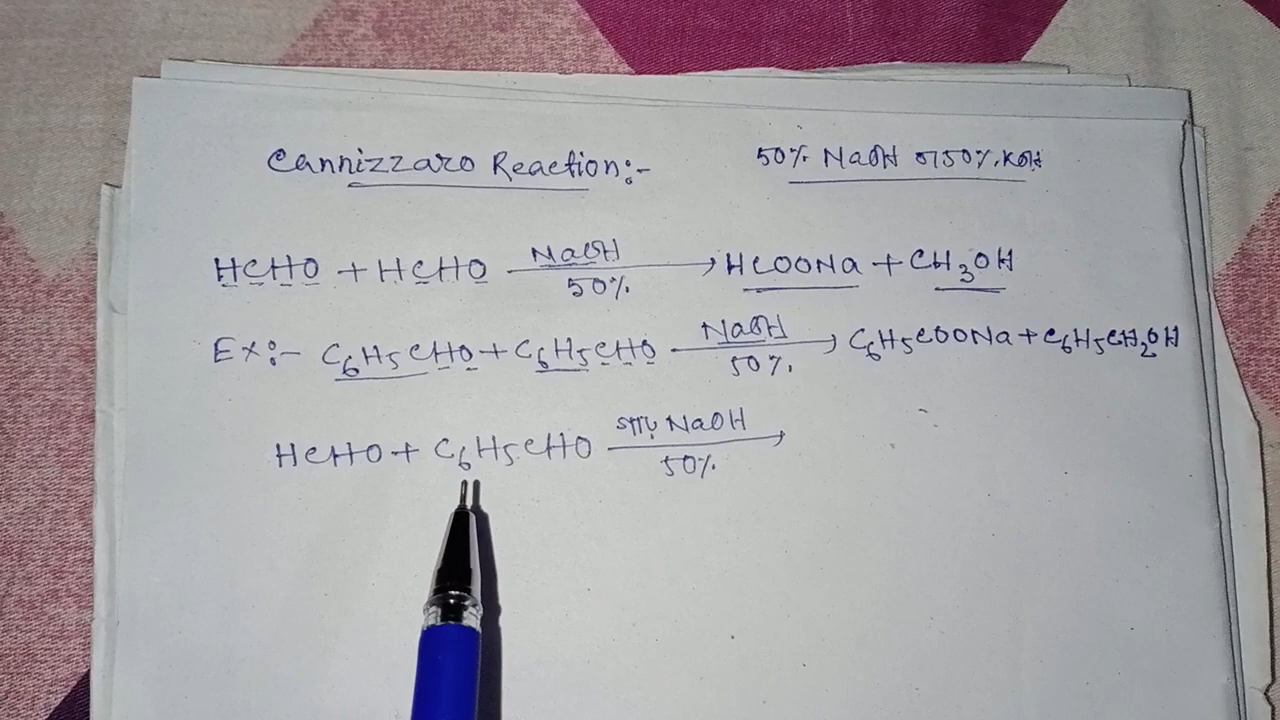 Cannizzaro Reaction:- 50% NaOH or 50% KOH
HCHO + HCHO NaOH 50% → HCOONa + CH3OH
Ex:- C6H5CHO + C6H5CHO NaOH 50% → C6H5COONa + C6H5CH2OH
HCHO + C6H5CHO NaOH 50% →